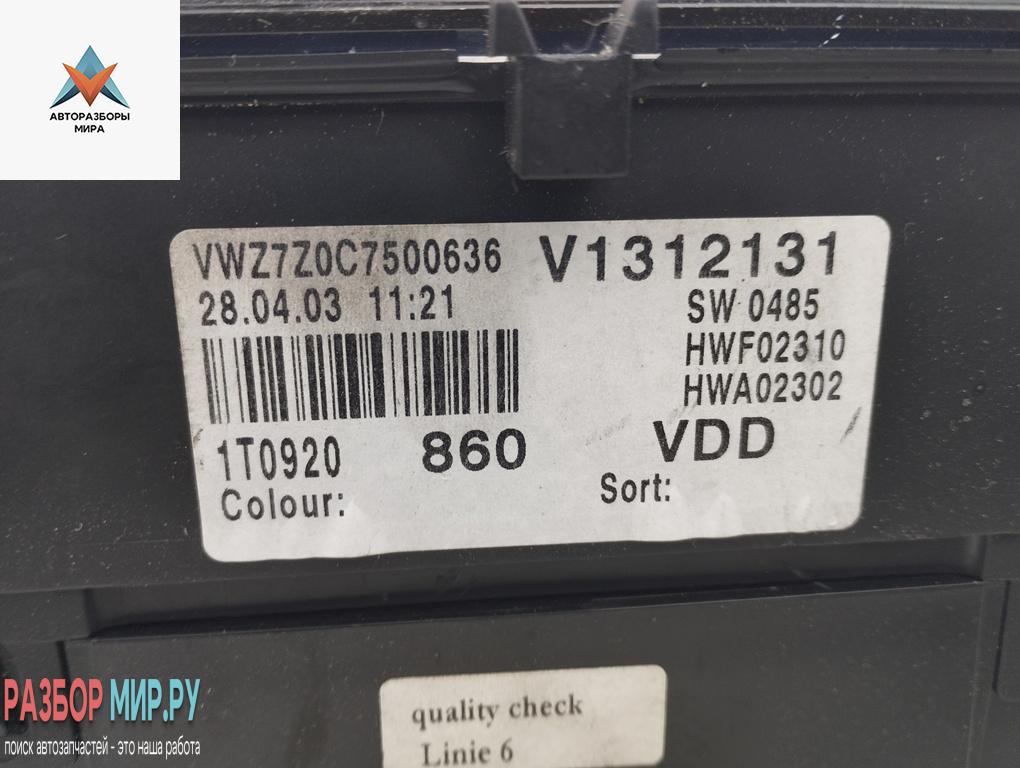 АВТОРАЗБОРЫ
МИРА
VWZ7Z0C7500636 V1312131
28.04.03 11:21 SW 0485
HWF02310
HWA02302
1T0920 860 VDD
Colour: Sort:
quality check
Linie 6
РАЗБОР МИР.РУ
поиск автозапчастей - это наша работа